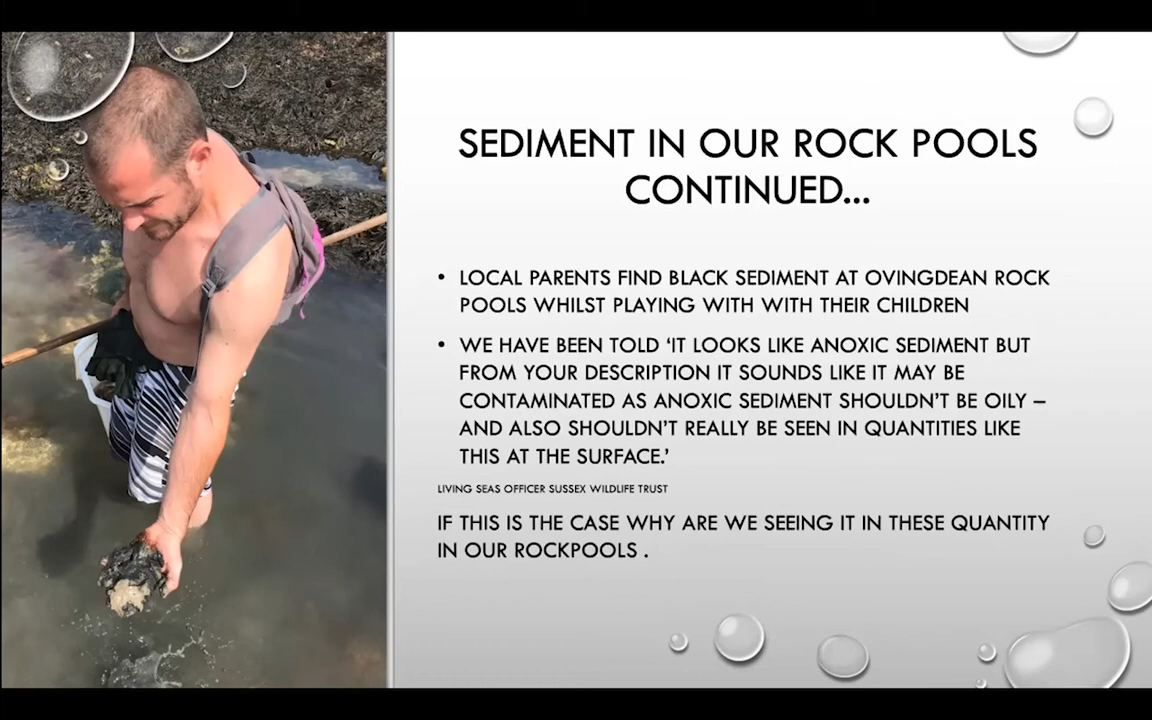 SEDIMENT IN OUR ROCK POOLS
CONTINUED...
• LOCAL PARENTS FIND BLACK SEDIMENT AT OVINGDEAN ROCK
POOLS WHILST PLAYING WITH WITH THEIR CHILDREN
• WE HAVE BEEN TOLD ‘IT LOOKS LIKE ANOXIC SEDIMENT BUT
FROM YOUR DESCRIPTION IT SOUNDS LIKE IT MAY BE
CONTAMINATED AS ANOXIC SEDIMENT SHOULDN’T BE OILY –
AND ALSO SHOULDN’T REALLY BE SEEN IN QUANTITIES LIKE
THIS AT THE SURFACE.’
LIVING SEAS OFFICER SUSSEX WILDLIFE TRUST
IF THIS IS THE CASE WHY ARE WE SEEING IT IN THESE QUANTITY
IN OUR ROCKPOOLS .